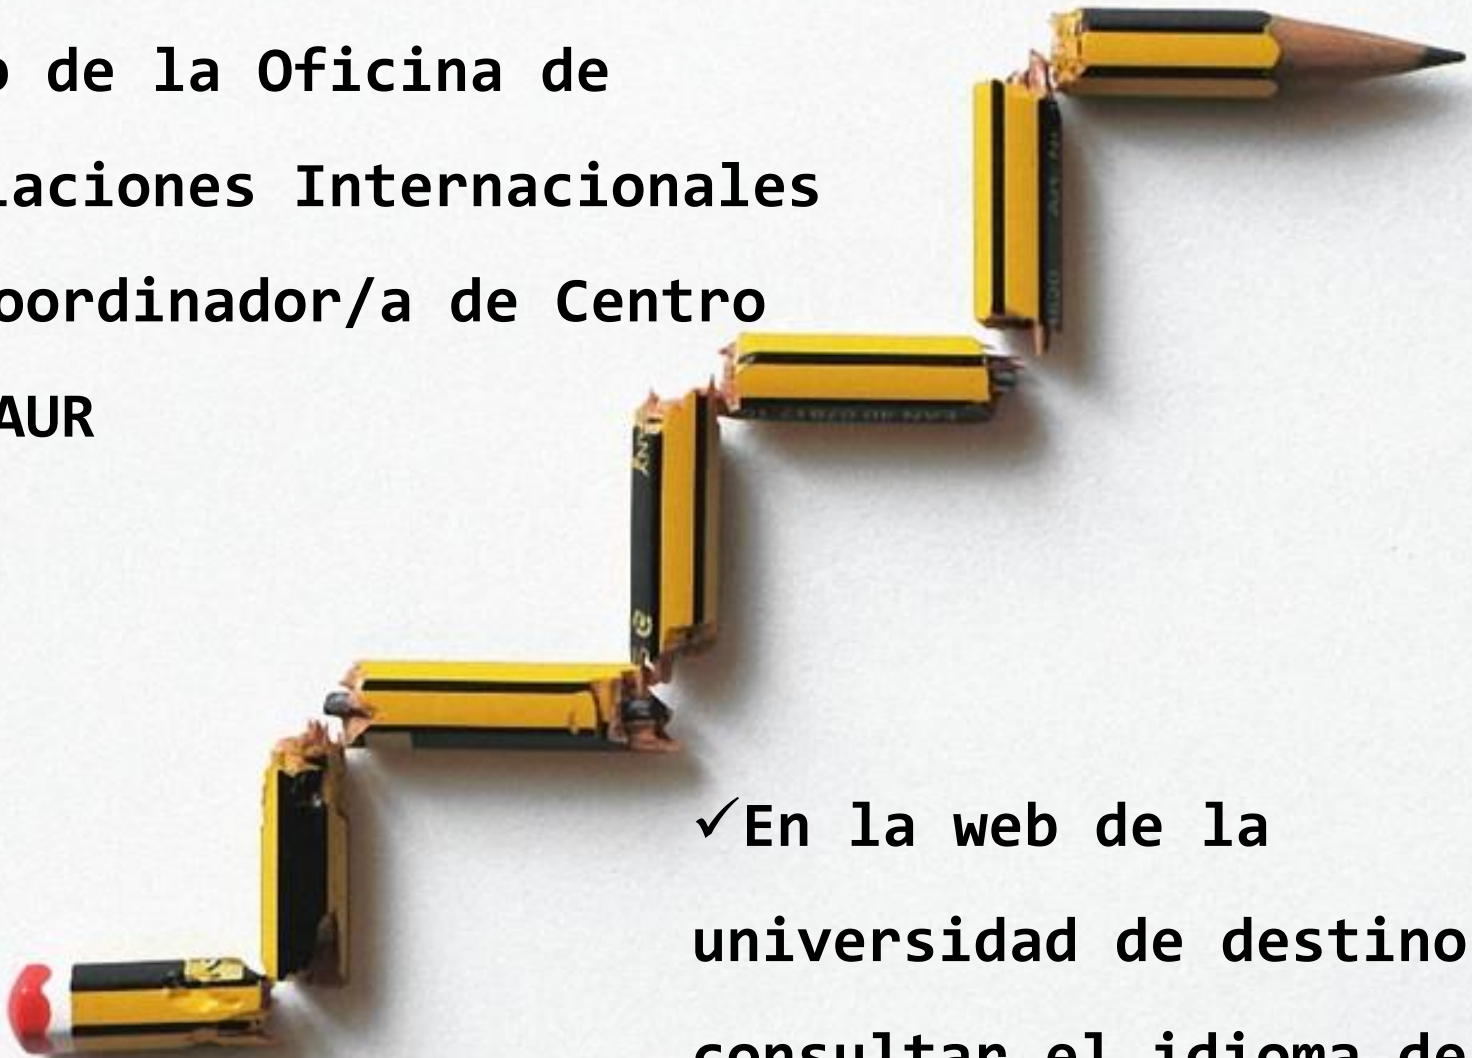 de la Oficina de
laciones Internacionales
oordinador/a de Centro
AUR
✓En la web de la
universidad de destino
consultar el idioma de